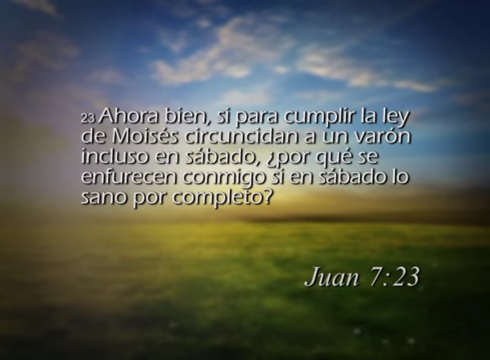 23 Ahora bien, si para cumplir la ley
de Moisés circuncidan a un varón
incluso en sábado, ¿por qué se
enfurecen conmigo si en sábado lo
sano por completo?
Juan 7:23